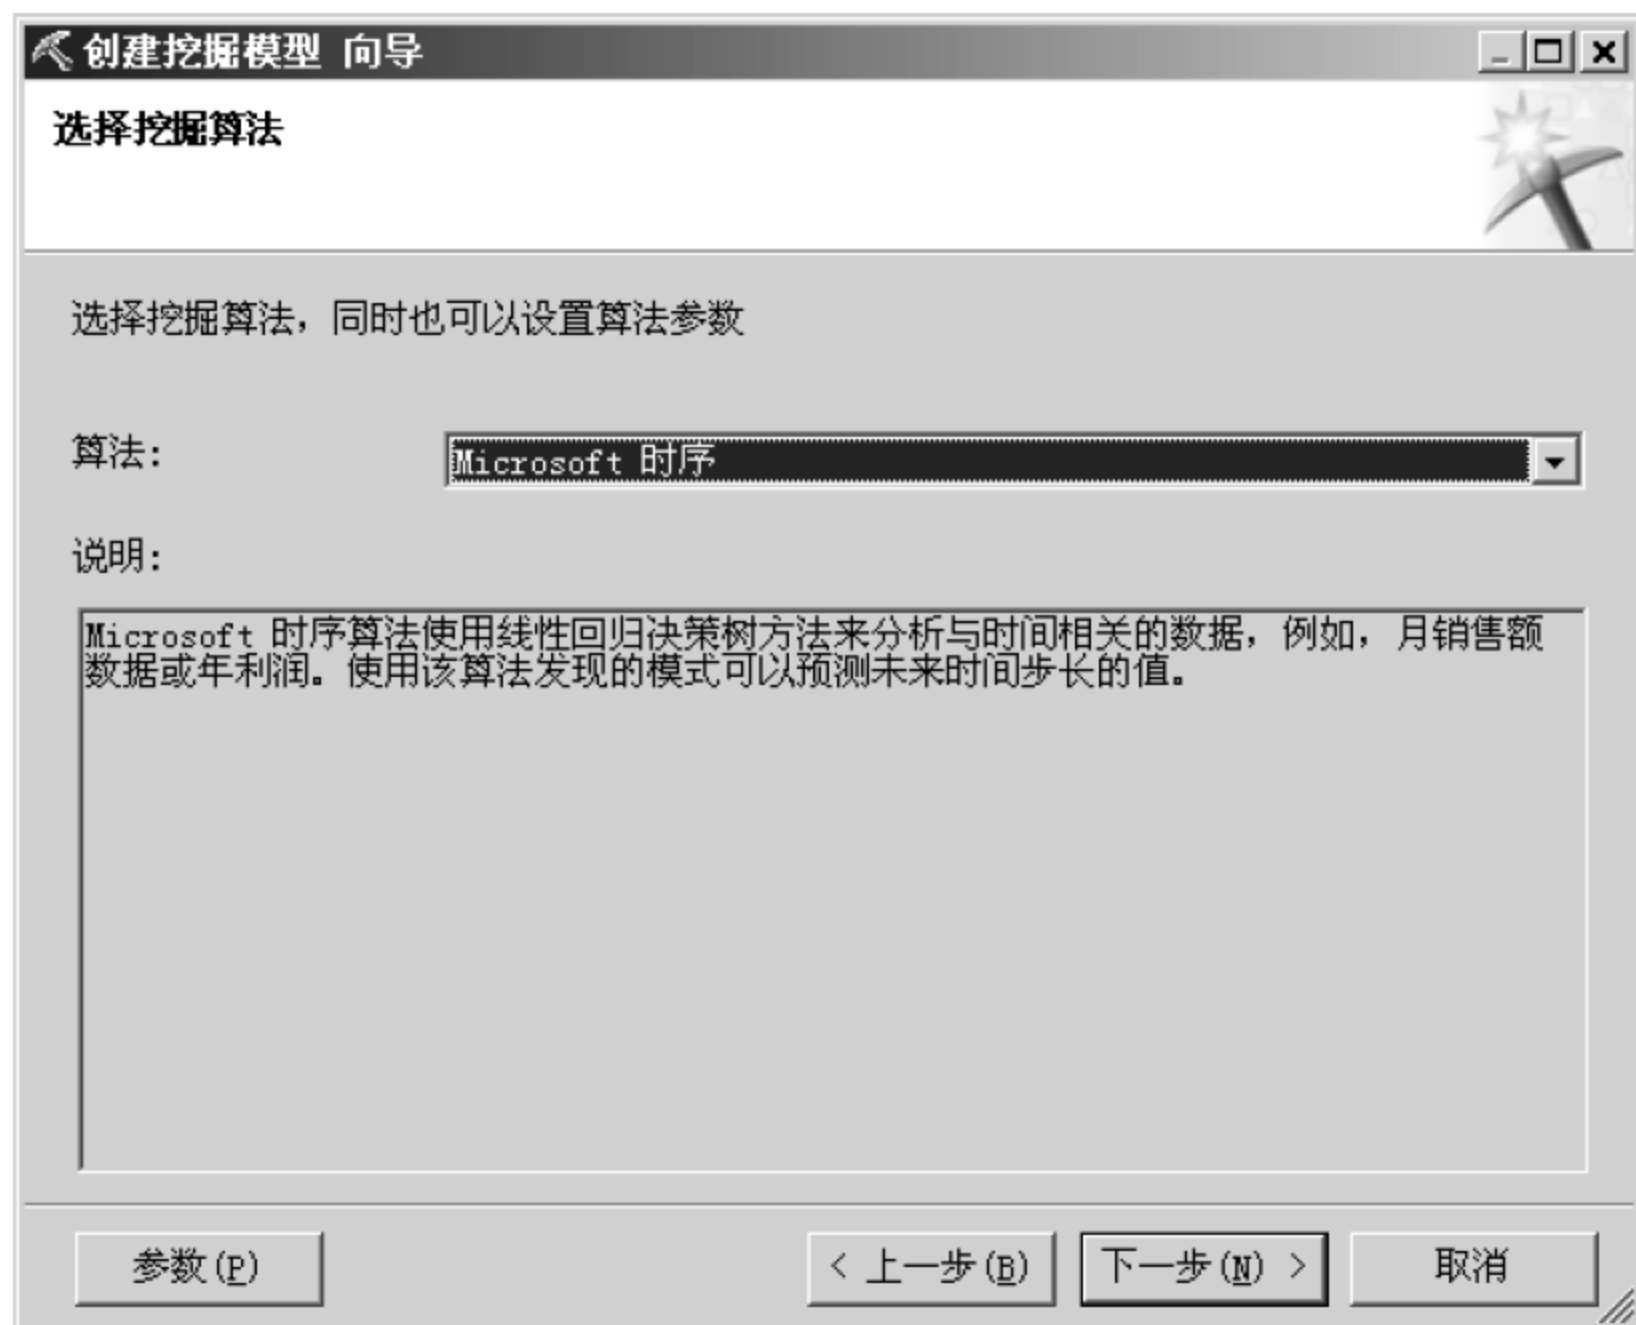 创建挖掘模型 向导
选择挖掘算法
选择挖掘算法，同时也可以设置算法参数
算法：
Microsoft 时序
说明：
Microsoft 时序算法使用线性回归决策树方法来分析与时间相关的数据，例如，月销售额
数据或年利润。使用该算法发现的模式可以预测未来时间步长的值。
参数(P)
< 上一步(B)
下一步(N) >
取消